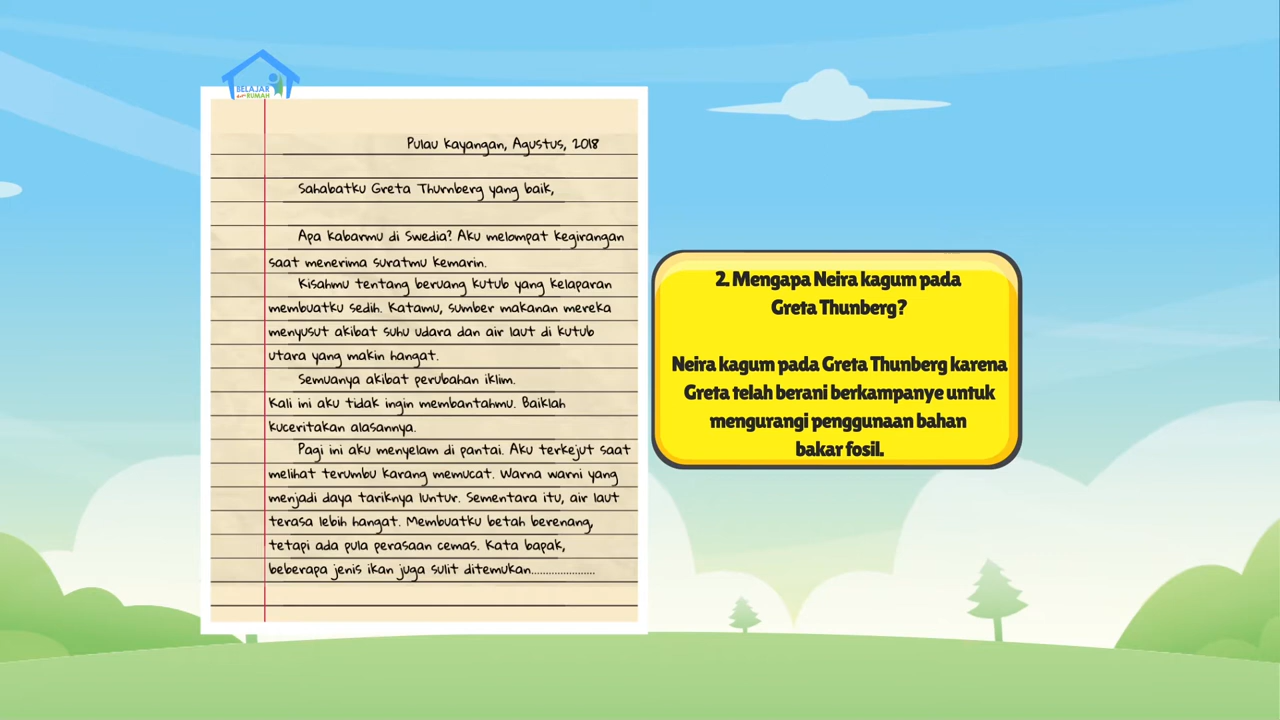 BELAJAR
dari RUMAH
Pulau Kayangan, Agustus, 2018
Sahabatku Greta Thurnberg yang baik,
Apa kabarmu di Swedia? Aku melompat kegirangan
saat menerima suratmu kemarin.
Kisahmu tentang beruang kutub yang kelaparan
membuatku sedih. Katamu, sumber makanan mereka
menyusut akibat suhu udara dan air laut di kutub
utara yang makin hangat.
Semuanya akibat perubahan iklim.
Kali ini aku tidak ingin membantahmu. Baiklah
kuceritakan alasannya.
Pagi ini aku menyelam di pantai. Aku terkejut saat
melihat terumbu karang memucat. Warna warni yang
menjadi daya tariknya luntur. Sementara itu, air laut
terasa lebih hangat. Membuatku betah berenang,
tetapi ada pula perasaan cemas. Kata bapak,
beberapa jenis ikan juga sulit ditemukan......................
2. Mengapa Neira kagum pada
Greta Thunberg?
Neira kagum pada Greta Thunberg karena
Greta telah berani berkampanye untuk
mengurangi penggunaan bahan
bakar fosil.